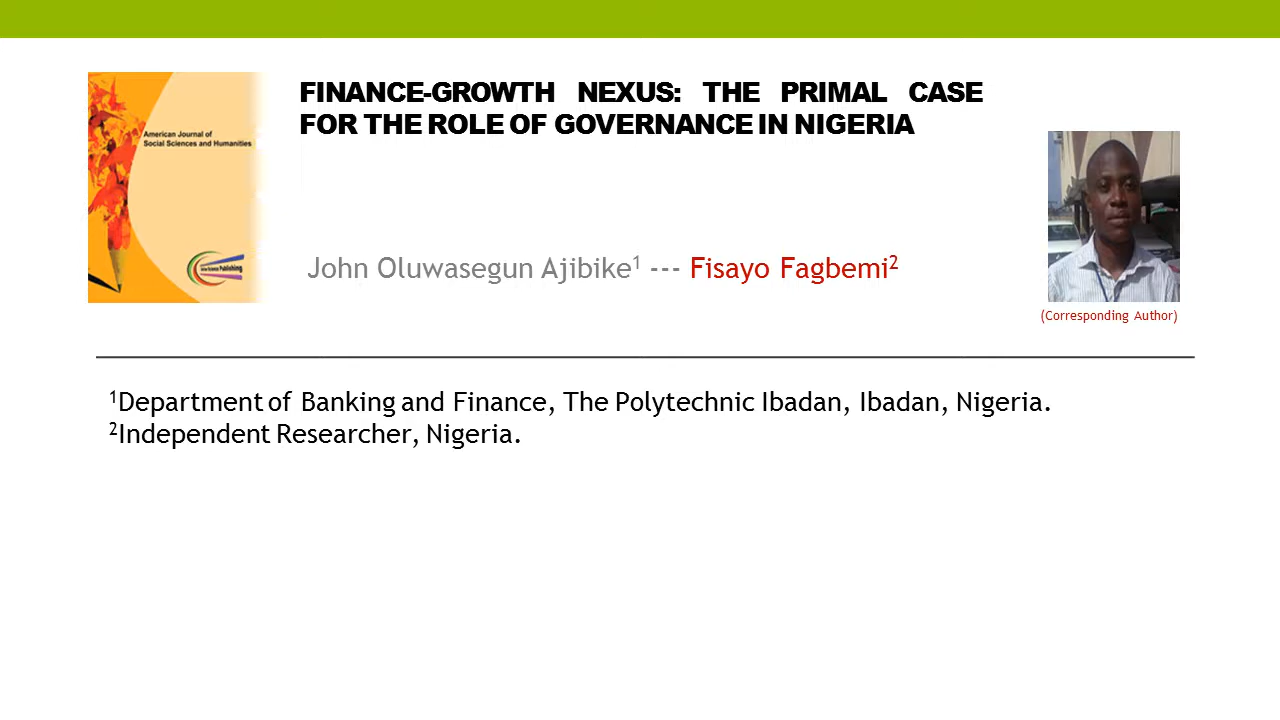 American Journal of
Social Sciences and Humanities
FINANCE-GROWTH NEXUS: THE PRIMAL CASE
FOR THE ROLE OF GOVERNANCE IN NIGERIA
John Oluwasegun Ajibike¹ --- Fisayo Fagbemi²
(Corresponding Author)
¹Department of Banking and Finance, The Polytechnic Ibadan, Ibadan, Nigeria.
²Independent Researcher, Nigeria.